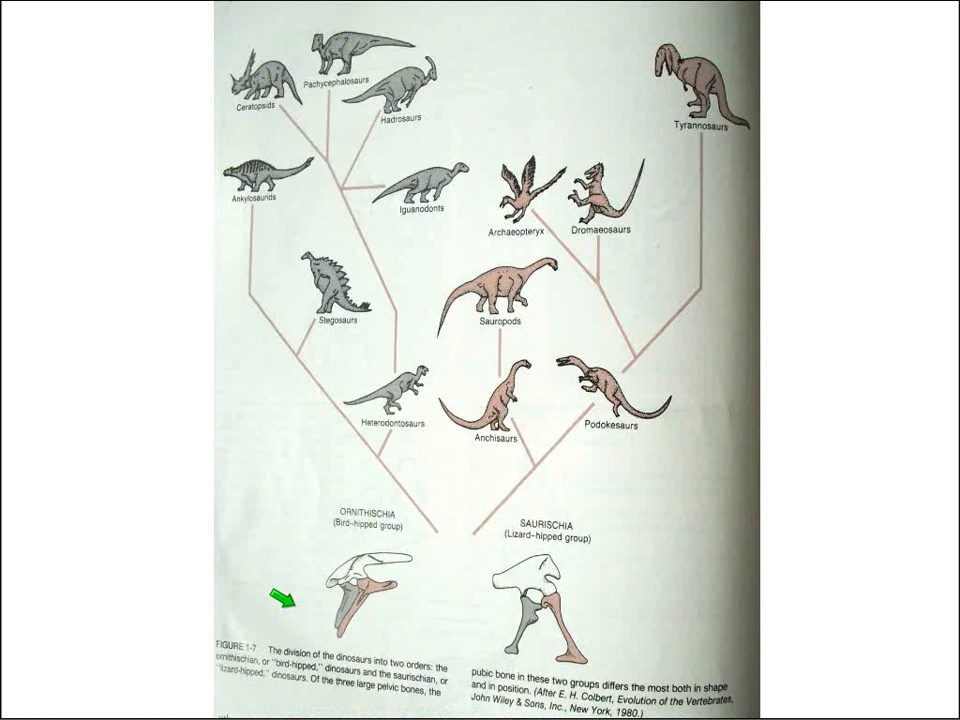 Pachycephalosaurs
Ceratopsids
Hadrosaurs
Tyrannosaurs
Ankylosaurids
Iguanodonts
Archaeopteryx
Dromaeosaurs
Stegosaurs
Sauropods
Heterodontosaurs
Anchisaurs
Podokesaurs
ORNITHISCHIA
(Bird-hipped group)
SAURISCHIA
(Lizard-hipped group)
FIGURE 1-7 The division of the dinosaurs into two orders: the
ornithischian, or "bird-hipped," dinosaurs and the saurischian, or
"lizard-hipped," dinosaurs. Of the three large pelvic bones, the
pubic bone in these two groups differs the most both in shape
and in position. (After E. H. Colbert, Evolution of the Vertebrates,
John Wiley & Sons, Inc., New York, 1980.)